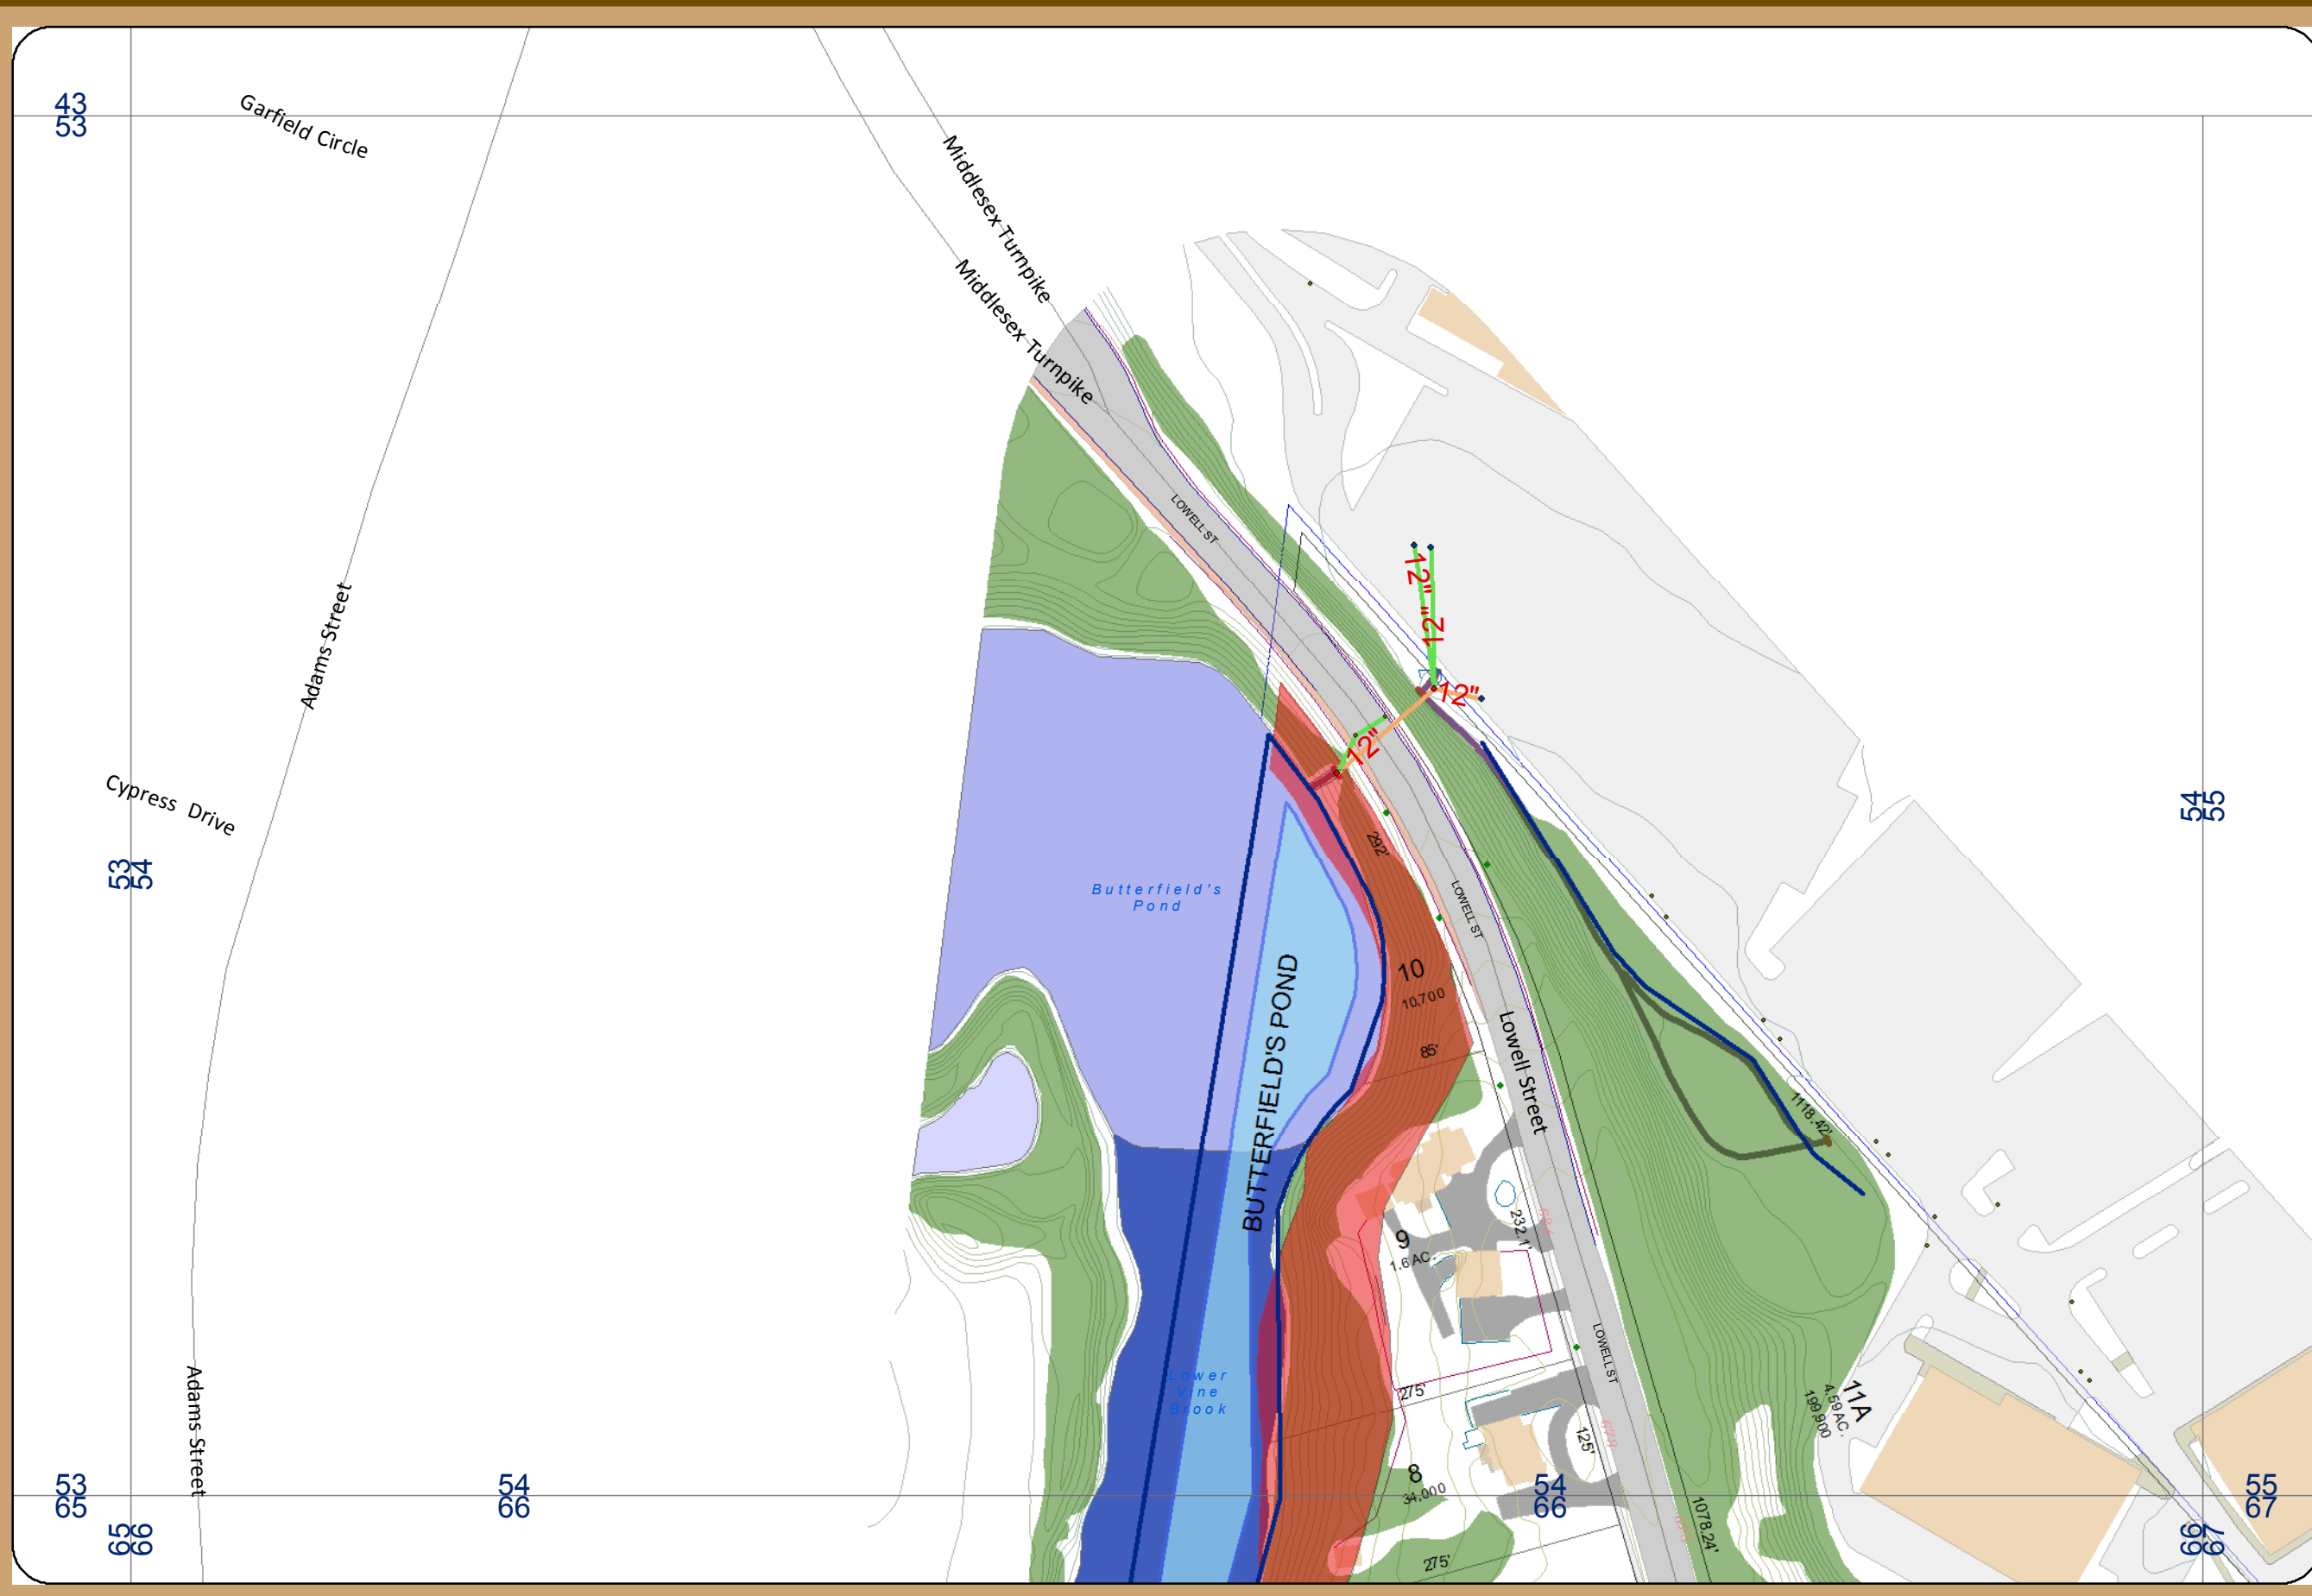 43
53
Garfield Circle
Middlesex Turnpike
Middlesex Turnpike
LOWELL ST
Adams Street
12"
12"
12"
12"
Cypress Drive
53
54
54
55
292'
Butterfield's
Pond
LOWELL ST
10
10,700
85'
BUTTERFIELD'S POND
Lowell Street
1118.42'
232.1'
684
9
1.6 AC.
LOWELL ST
Lower
Vine
Brook
275'
11A
4.59 AC.
199,900
Adams Street
125'
678
8
34,000
53
65
54
66
54
66
55
67
65
66
66
67
1078.24'
275'